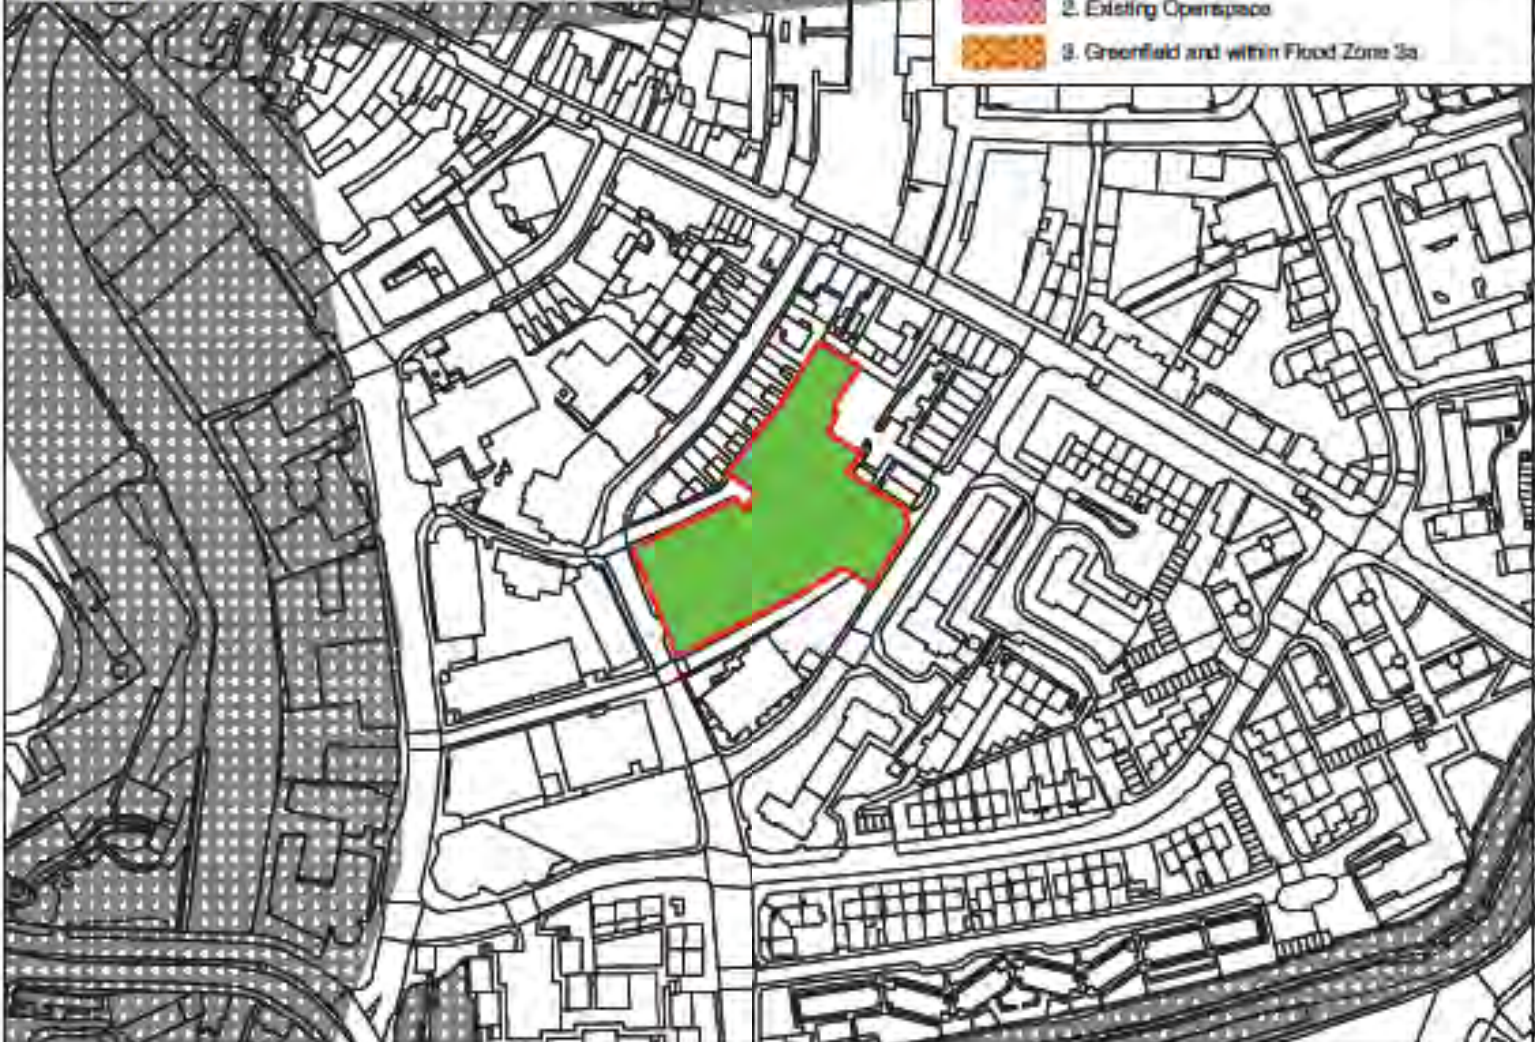 2. Existing Openspace
3. Greenfield and within Flood Zone 3a